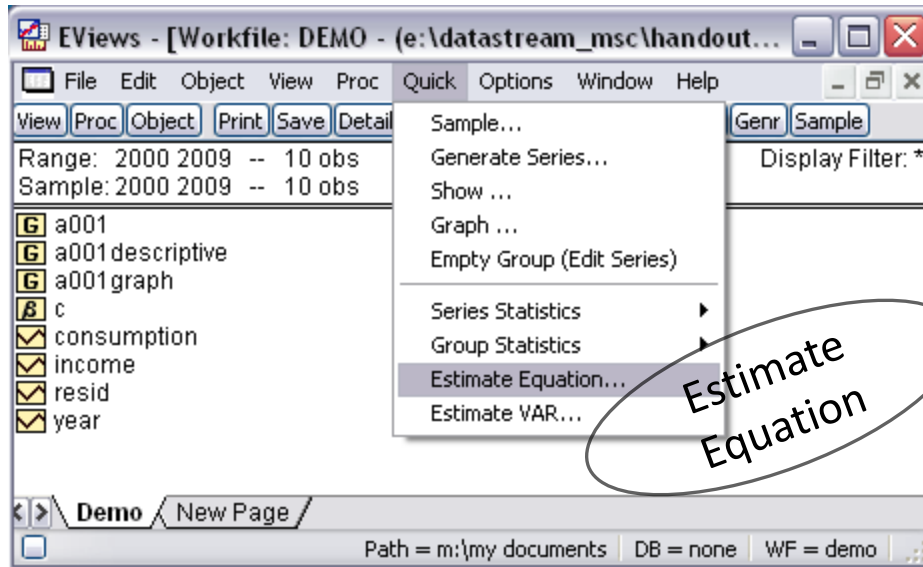 EViews - [Workfile: DEMO - (e:\datastream_msc\handout...
File Edit Object View Proc Quick Options Window Help
View Proc Object Print Save Genr Sample
Range: 2000 2009 -- 10 obs Display Filter: *
Sample: 2000 2009 -- 10 obs
G a001
G a001descriptive
G a001graph
β c
consumption
income
resid
year
Sample...
Generate Series...
Show ...
Graph ...
Empty Group (Edit Series)
Series Statistics
Group Statistics
Estimate Equation...
Estimate VAR...
Estimate
Equation
Demo New Page
Path = m:\my documents DB = none WF = demo